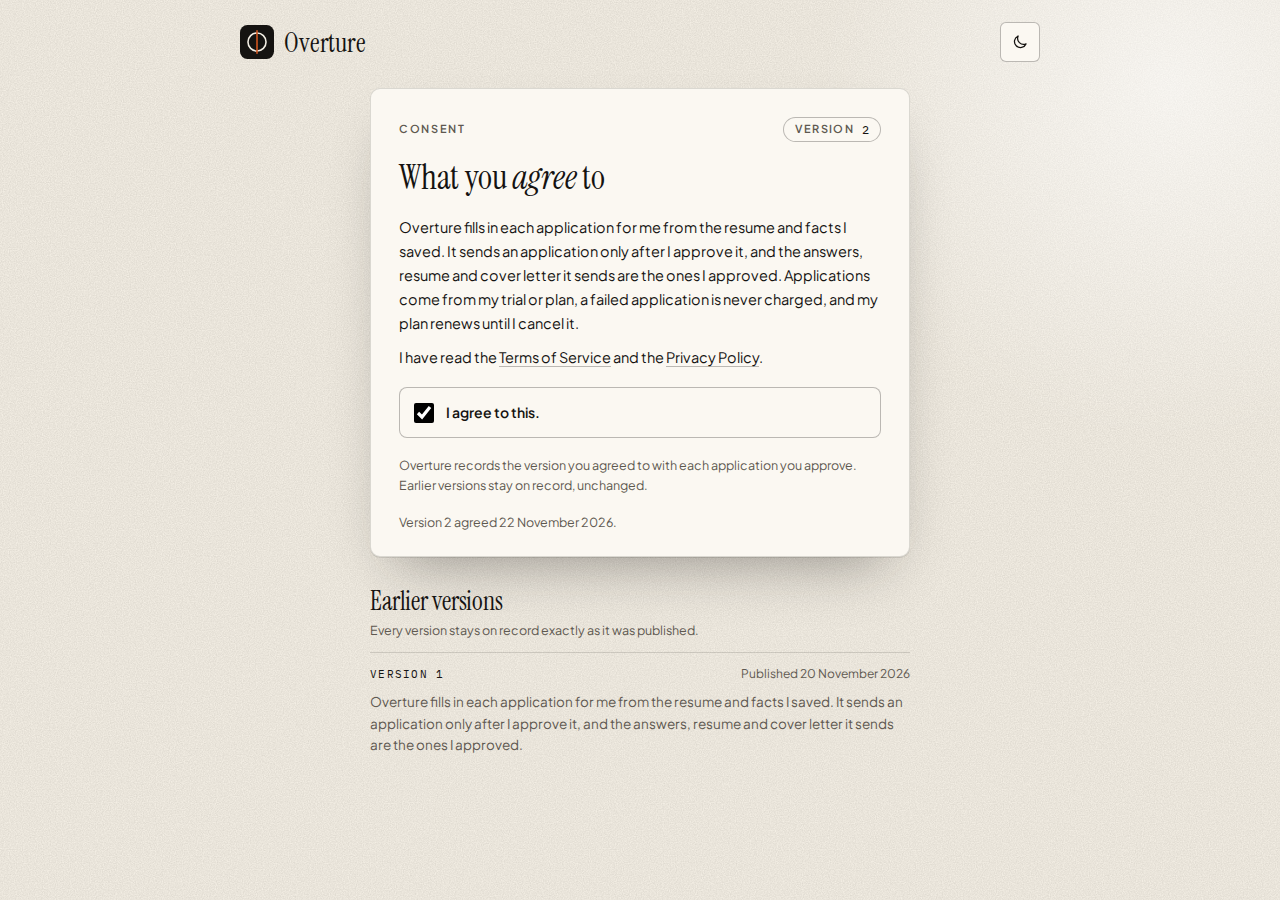 Overture
CONSENT
VERSION 2
What you agree to
Overture fills in each application for me from the resume and facts I
saved. It sends an application only after I approve it, and the answers,
resume and cover letter it sends are the ones I approved. Applications
come from my trial or plan, a failed application is never charged, and my
plan renews until I cancel it.
I have read the Terms of Service and the Privacy Policy.
I agree to this.
Overture records the version you agreed to with each application you approve.
Earlier versions stay on record, unchanged.
Version 2 agreed 22 November 2026.
Earlier versions
Every version stays on record exactly as it was published.
VERSION 1
Published 20 November 2026
Overture fills in each application for me from the resume and facts I saved. It sends an
application only after I approve it, and the answers, resume and cover letter it sends
are the ones I approved.